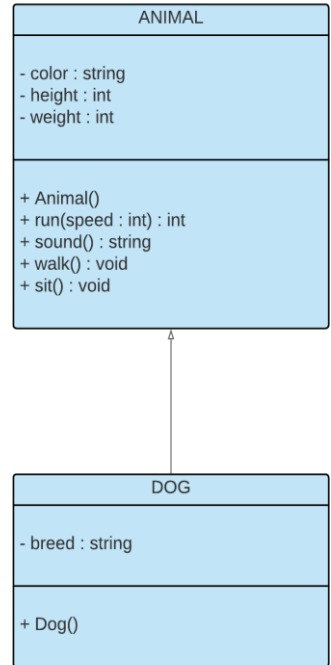 ANIMAL
- color : string
- height : int
- weight : int
+ Animal()
+ run(speed : int) : int
+ sound() : string
+ walk() : void
+ sit() : void
DOG
- breed : string
+ Dog()